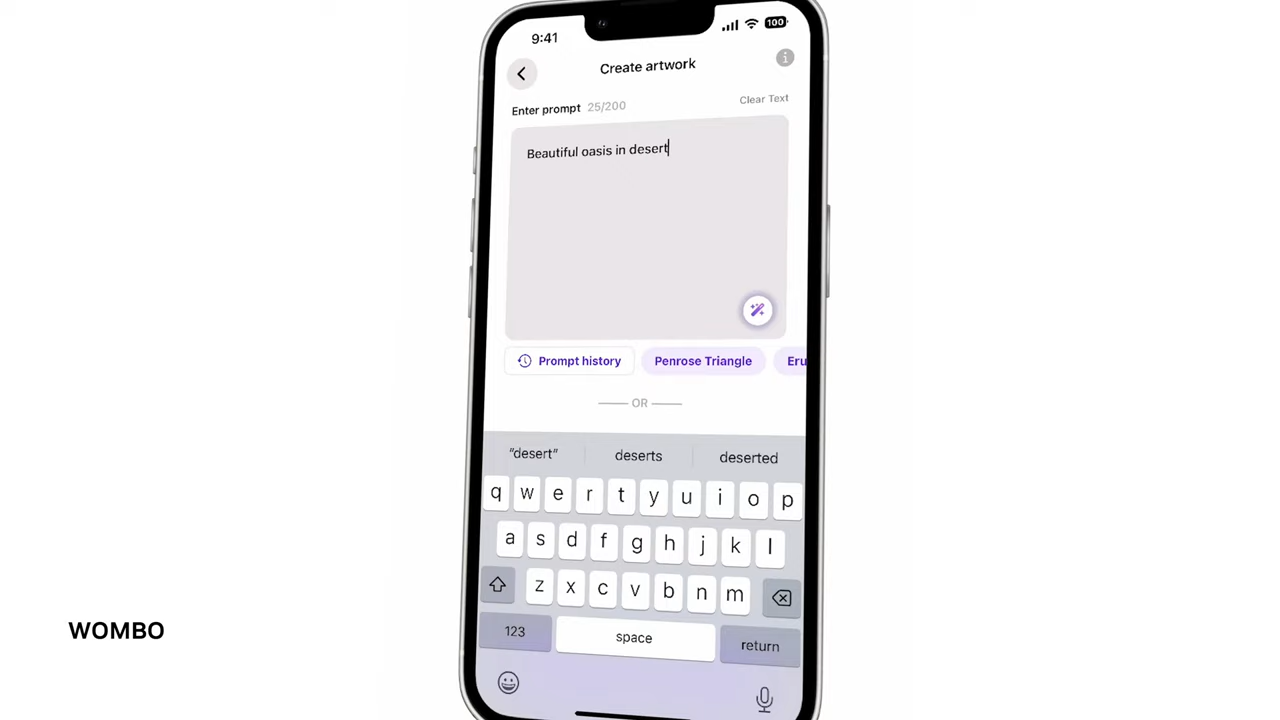 9:41
100
Create artwork
Enter prompt 25/200
Clear Text
Beautiful oasis in desert
Prompt history
Penrose Triangle
Eru
OR
"desert" deserts deserted
q w e r t y u i o p
a s d f g h j k l
z x c v b n m
123 space return
WOMBO